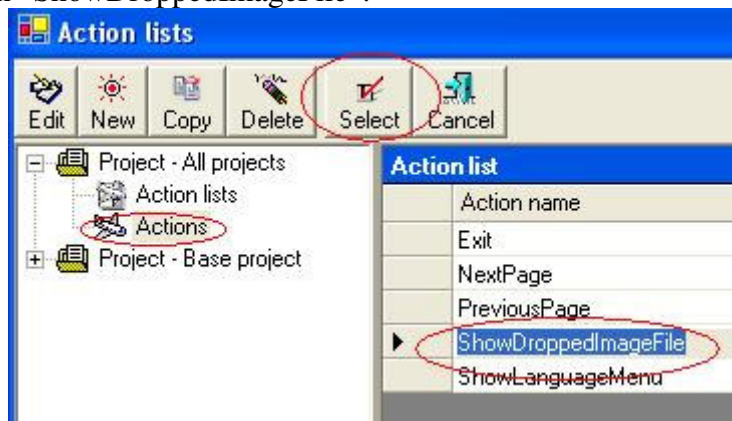 "ShowDroppedImageFile".
Action lists
Edit New Copy Delete Select Cancel
Project - All projects
Action lists
Actions
Project - Base project
Action list
Action name
Exit
NextPage
PreviousPage
ShowDroppedImageFile
ShowLanguageMenu